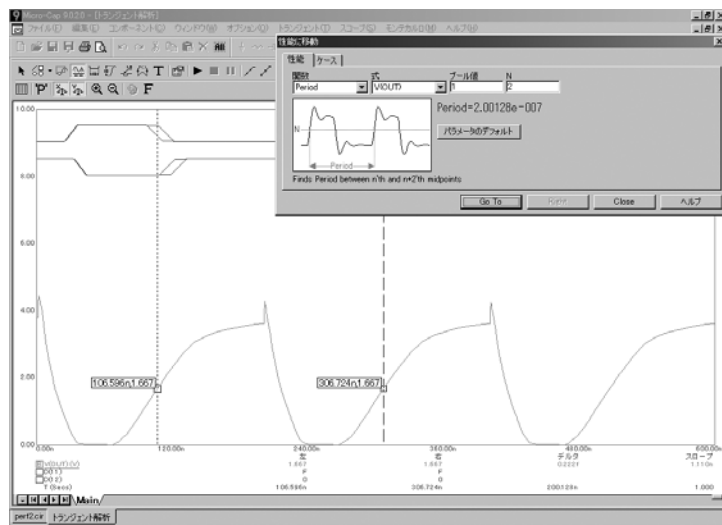 Micro-Cap 9.0.2.0 - [トランジェント解析]
ファイル(F) 編集(E) コンポーネント(C) ウィンドウ(W) オプション(O) トランジェント(T) スコープ(S) モンテカルロ(M) ヘルプ(H)
性能に移動
性能 ケース
関数 式 ブール値 N
Period V(OUT) 1 2
Period=2.00128e-007
パラメータのデフォルト
N
Period
Finds Period between n'th and n+2'th midpoints
Go To Right Close ヘルプ
10.00
8.00
6.00
4.00
2.00
0.00
106.596n,1.667
306.724n,1.667
0.00n 120.00n 240.00n 360.00n 480.00n 600.00n
左 右 デルタ スロープ
V(OUT) (V) 1.667 1.667 1.110n
D(1) F F
D(2) 0 0
T (Secs) 106.596n 306.724n 200.128n 1.000
Main
perf2.cir トランジェント解析